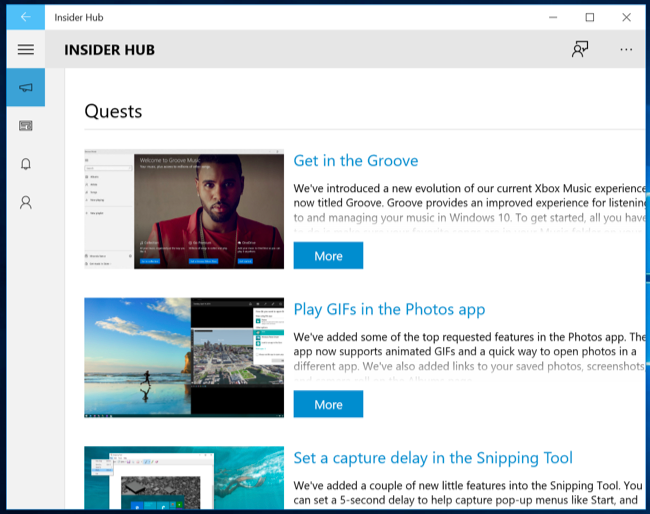 Insider Hub
INSIDER HUB
Quests
Welcome to Groove Music
Get in the Groove
We've introduced a new evolution of our current Xbox Music experience
now titled Groove. Groove provides an improved experience for listening
to and managing your music in Windows 10. To get started, all you have
More
Play GIFs in the Photos app
We've added some of the top requested features in the Photos app. The
app now supports animated GIFs and a quick way to open photos in a
different app. We've also added links to your saved photos, screenshots
More
Set a capture delay in the Snipping Tool
We've added a couple of new little features into the Snipping Tool. You
can set a 5-second delay to help capture pop-up menus like Start, and